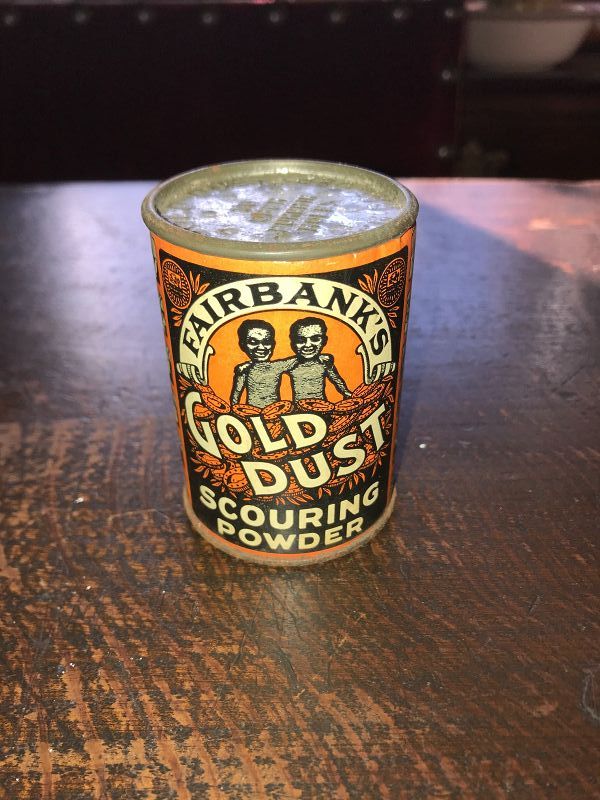 FAIRBANK'S
GOLD
DUST
SCOURING
POWDER